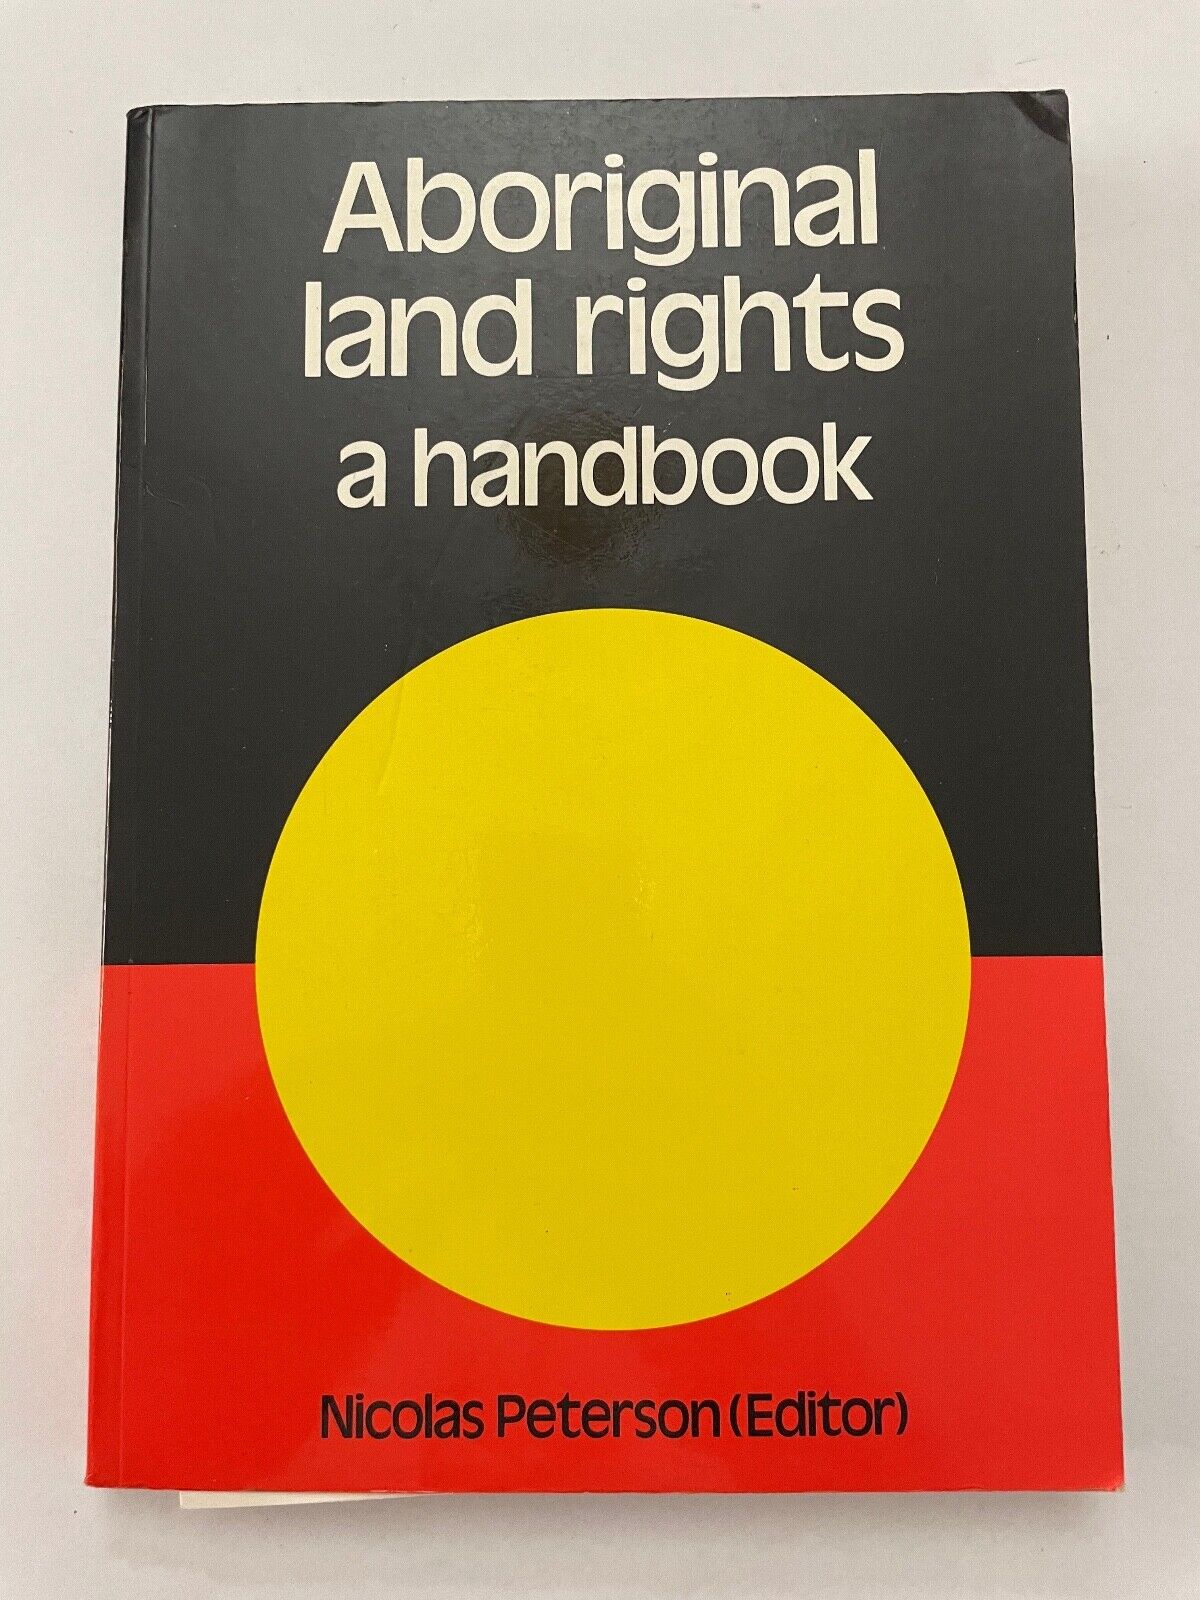 Aboriginal
land rights
a handbook
Nicolas Peterson (Editor)